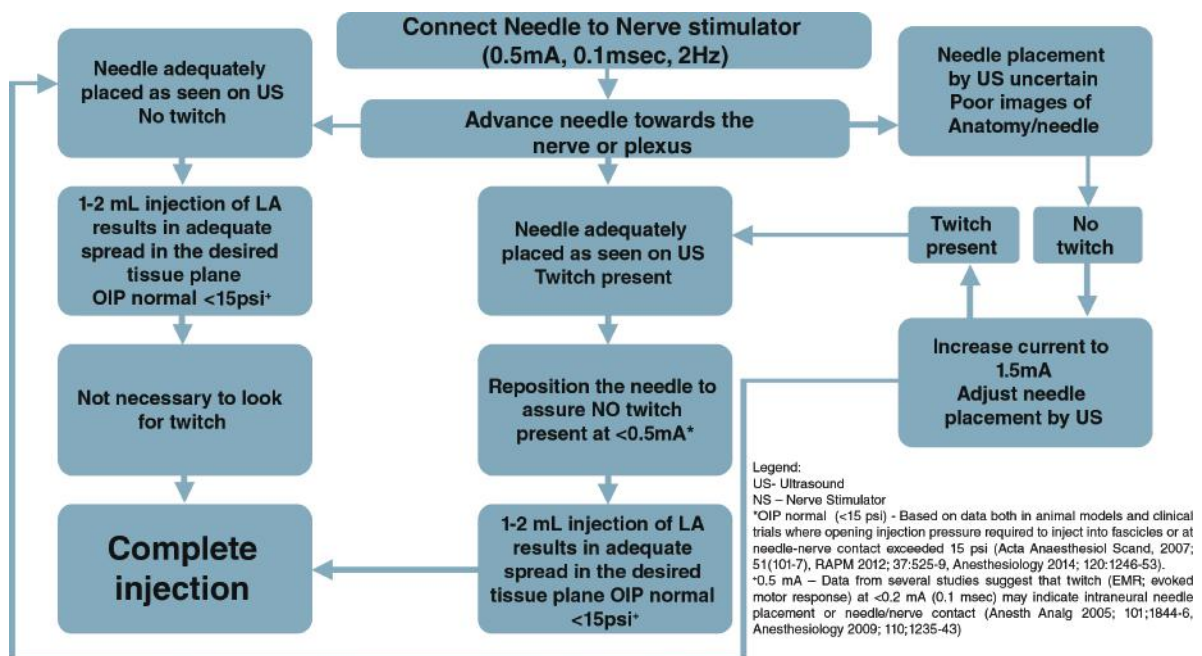 Connect Needle to Nerve stimulator
(0.5mA, 0.1msec, 2Hz)
Needle adequately
placed as seen on US
No twitch
Advance needle towards the
nerve or plexus
Needle placement
by US uncertain
Poor images of
Anatomy/needle
1-2 mL injection of LA
results in adequate
spread in the desired
tissue plane
OIP normal <15psi⁺
Needle adequately
placed as seen on US
Twitch present
Twitch
present
No
twitch
Not necessary to look
for twitch
Reposition the needle to
assure NO twitch
present at <0.5mA*
Increase current to
1.5mA
Adjust needle
placement by US
Complete
injection
1-2 mL injection of LA
results in adequate
spread in the desired
tissue plane OIP normal
<15psi⁺
Legend:
US- Ultrasound
NS – Nerve Stimulator
*OIP normal (<15 psi) - Based on data both in animal models and clinical
trials where opening injection pressure required to inject into fascicles or at
needle-nerve contact exceeded 15 psi (Acta Anaesthesiol Scand, 2007;
51(101-7), RAPM 2012; 37:525-9, Anesthesiology 2014; 120:1246-53).
⁺0.5 mA – Data from several studies suggest that twitch (EMR; evoked
motor response) at <0.2 mA (0.1 msec) may indicate intraneural needle
placement or needle/nerve contact (Anesth Analg 2005; 101;1844-6,
Anesthesiology 2009; 110;1235-43)